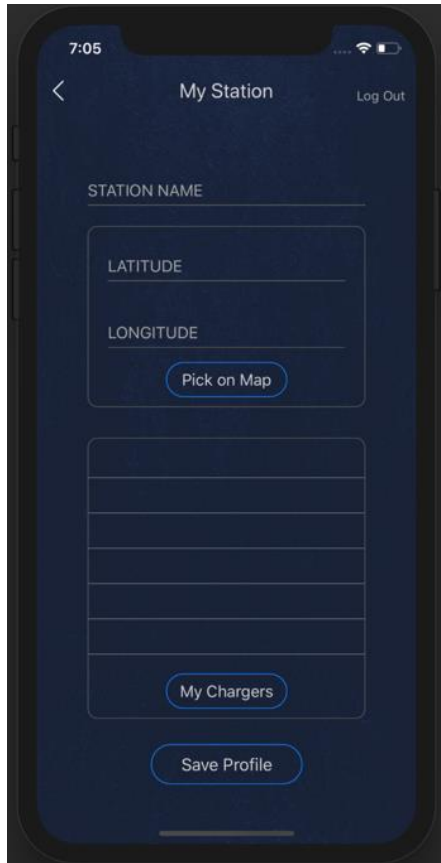 7:05
My Station
Log Out
STATION NAME
LATITUDE
LONGITUDE
Pick on Map
My Chargers
Save Profile